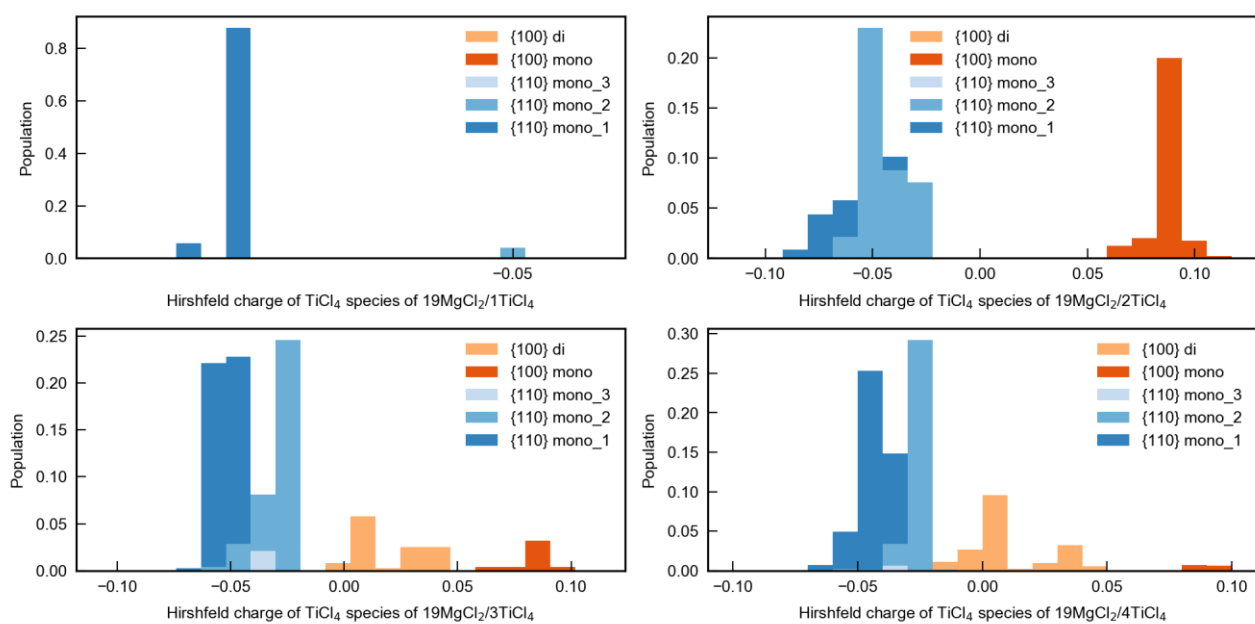 0.8
0.6
0.4
0.2
0.0
Population
{100} di
{100} mono
{110} mono_3
{110} mono_2
{110} mono_1
−0.05
Hirshfeld charge of TiCl₄ species of 19MgCl₂/1TiCl₄
0.20
0.15
0.10
0.05
0.00
Population
{100} di
{100} mono
{110} mono_3
{110} mono_2
{110} mono_1
−0.10 −0.05 0.00 0.05 0.10
Hirshfeld charge of TiCl₄ species of 19MgCl₂/2TiCl₄
0.25
0.20
0.15
0.10
0.05
0.00
Population
{100} di
{100} mono
{110} mono_3
{110} mono_2
{110} mono_1
−0.10 −0.05 0.00 0.05 0.10
Hirshfeld charge of TiCl₄ species of 19MgCl₂/3TiCl₄
0.30
0.25
0.20
0.15
0.10
0.05
0.00
Population
{100} di
{100} mono
{110} mono_3
{110} mono_2
{110} mono_1
−0.10 −0.05 0.00 0.05 0.10
Hirshfeld charge of TiCl₄ species of 19MgCl₂/4TiCl₄